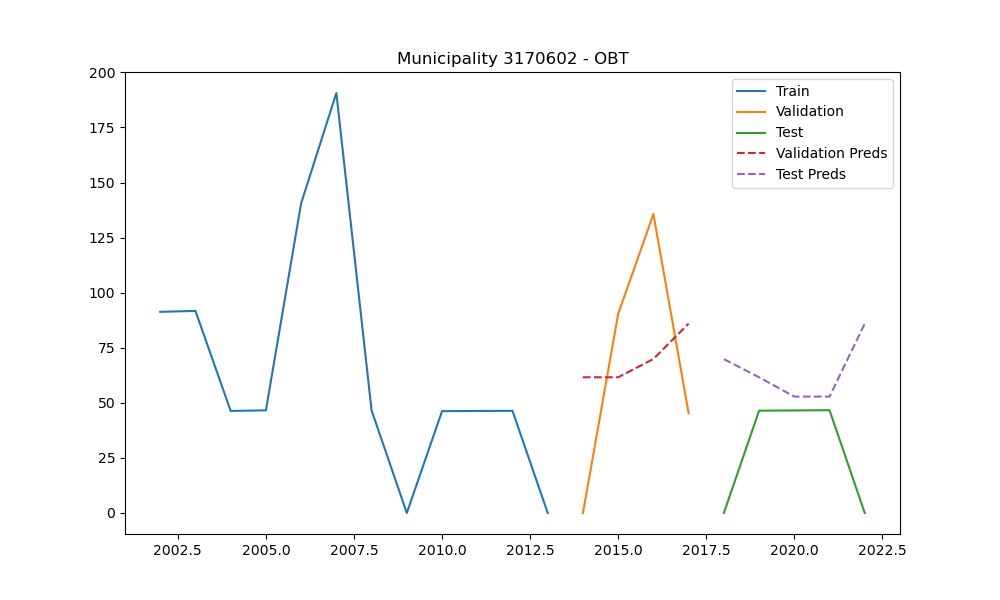 Municipality 3170602 - OBT
200
175
150
125
100
75
50
25
0
2002.5 2005.0 2007.5 2010.0 2012.5 2015.0 2017.5 2020.0 2022.5
Train
Validation
Test
Validation Preds
Test Preds